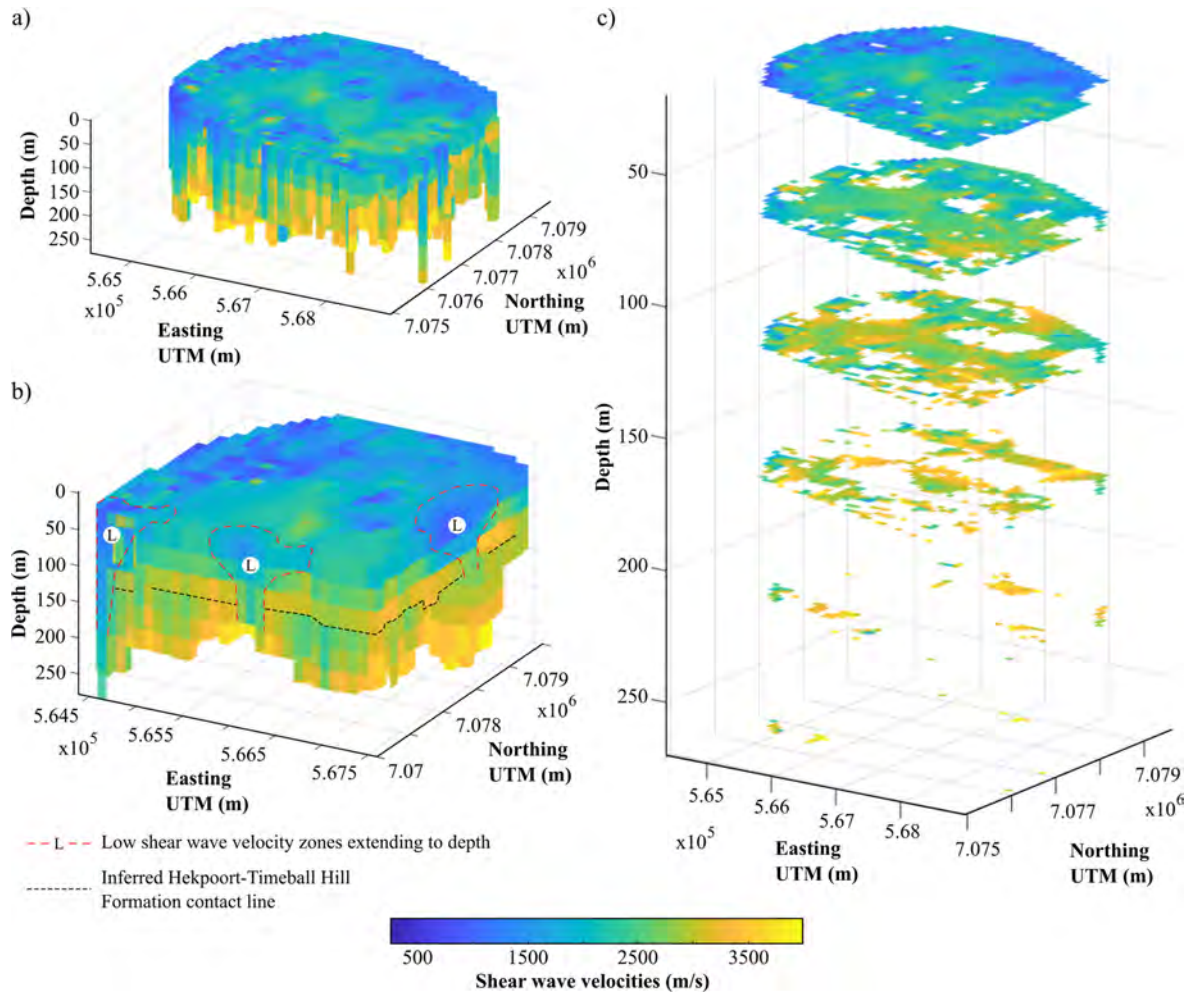 a)
0
50
100
150
200
250
Depth (m)
5.65
x10⁵
5.66
5.67
5.68
Easting
UTM (m)
7.075
7.076
7.077
7.078
7.079
x10⁶
Northing
UTM (m)
b)
0
50
100
150
200
250
Depth (m)
L
L
L
5.645
x10⁵
5.655
5.665
5.675
Easting
UTM (m)
7.07
7.078
7.079
x10⁶
Northing
UTM (m)
c)
50
100
150
200
250
Depth (m)
5.65
x10⁵
5.66
5.67
5.68
Easting
UTM (m)
7.075
7.077
7.079
x10⁶
Northing
UTM (m)
L Low shear wave velocity zones extending to depth
Inferred Hekpoort-Timeball Hill
Formation contact line
500 1500 2500 3500
Shear wave velocities (m/s)